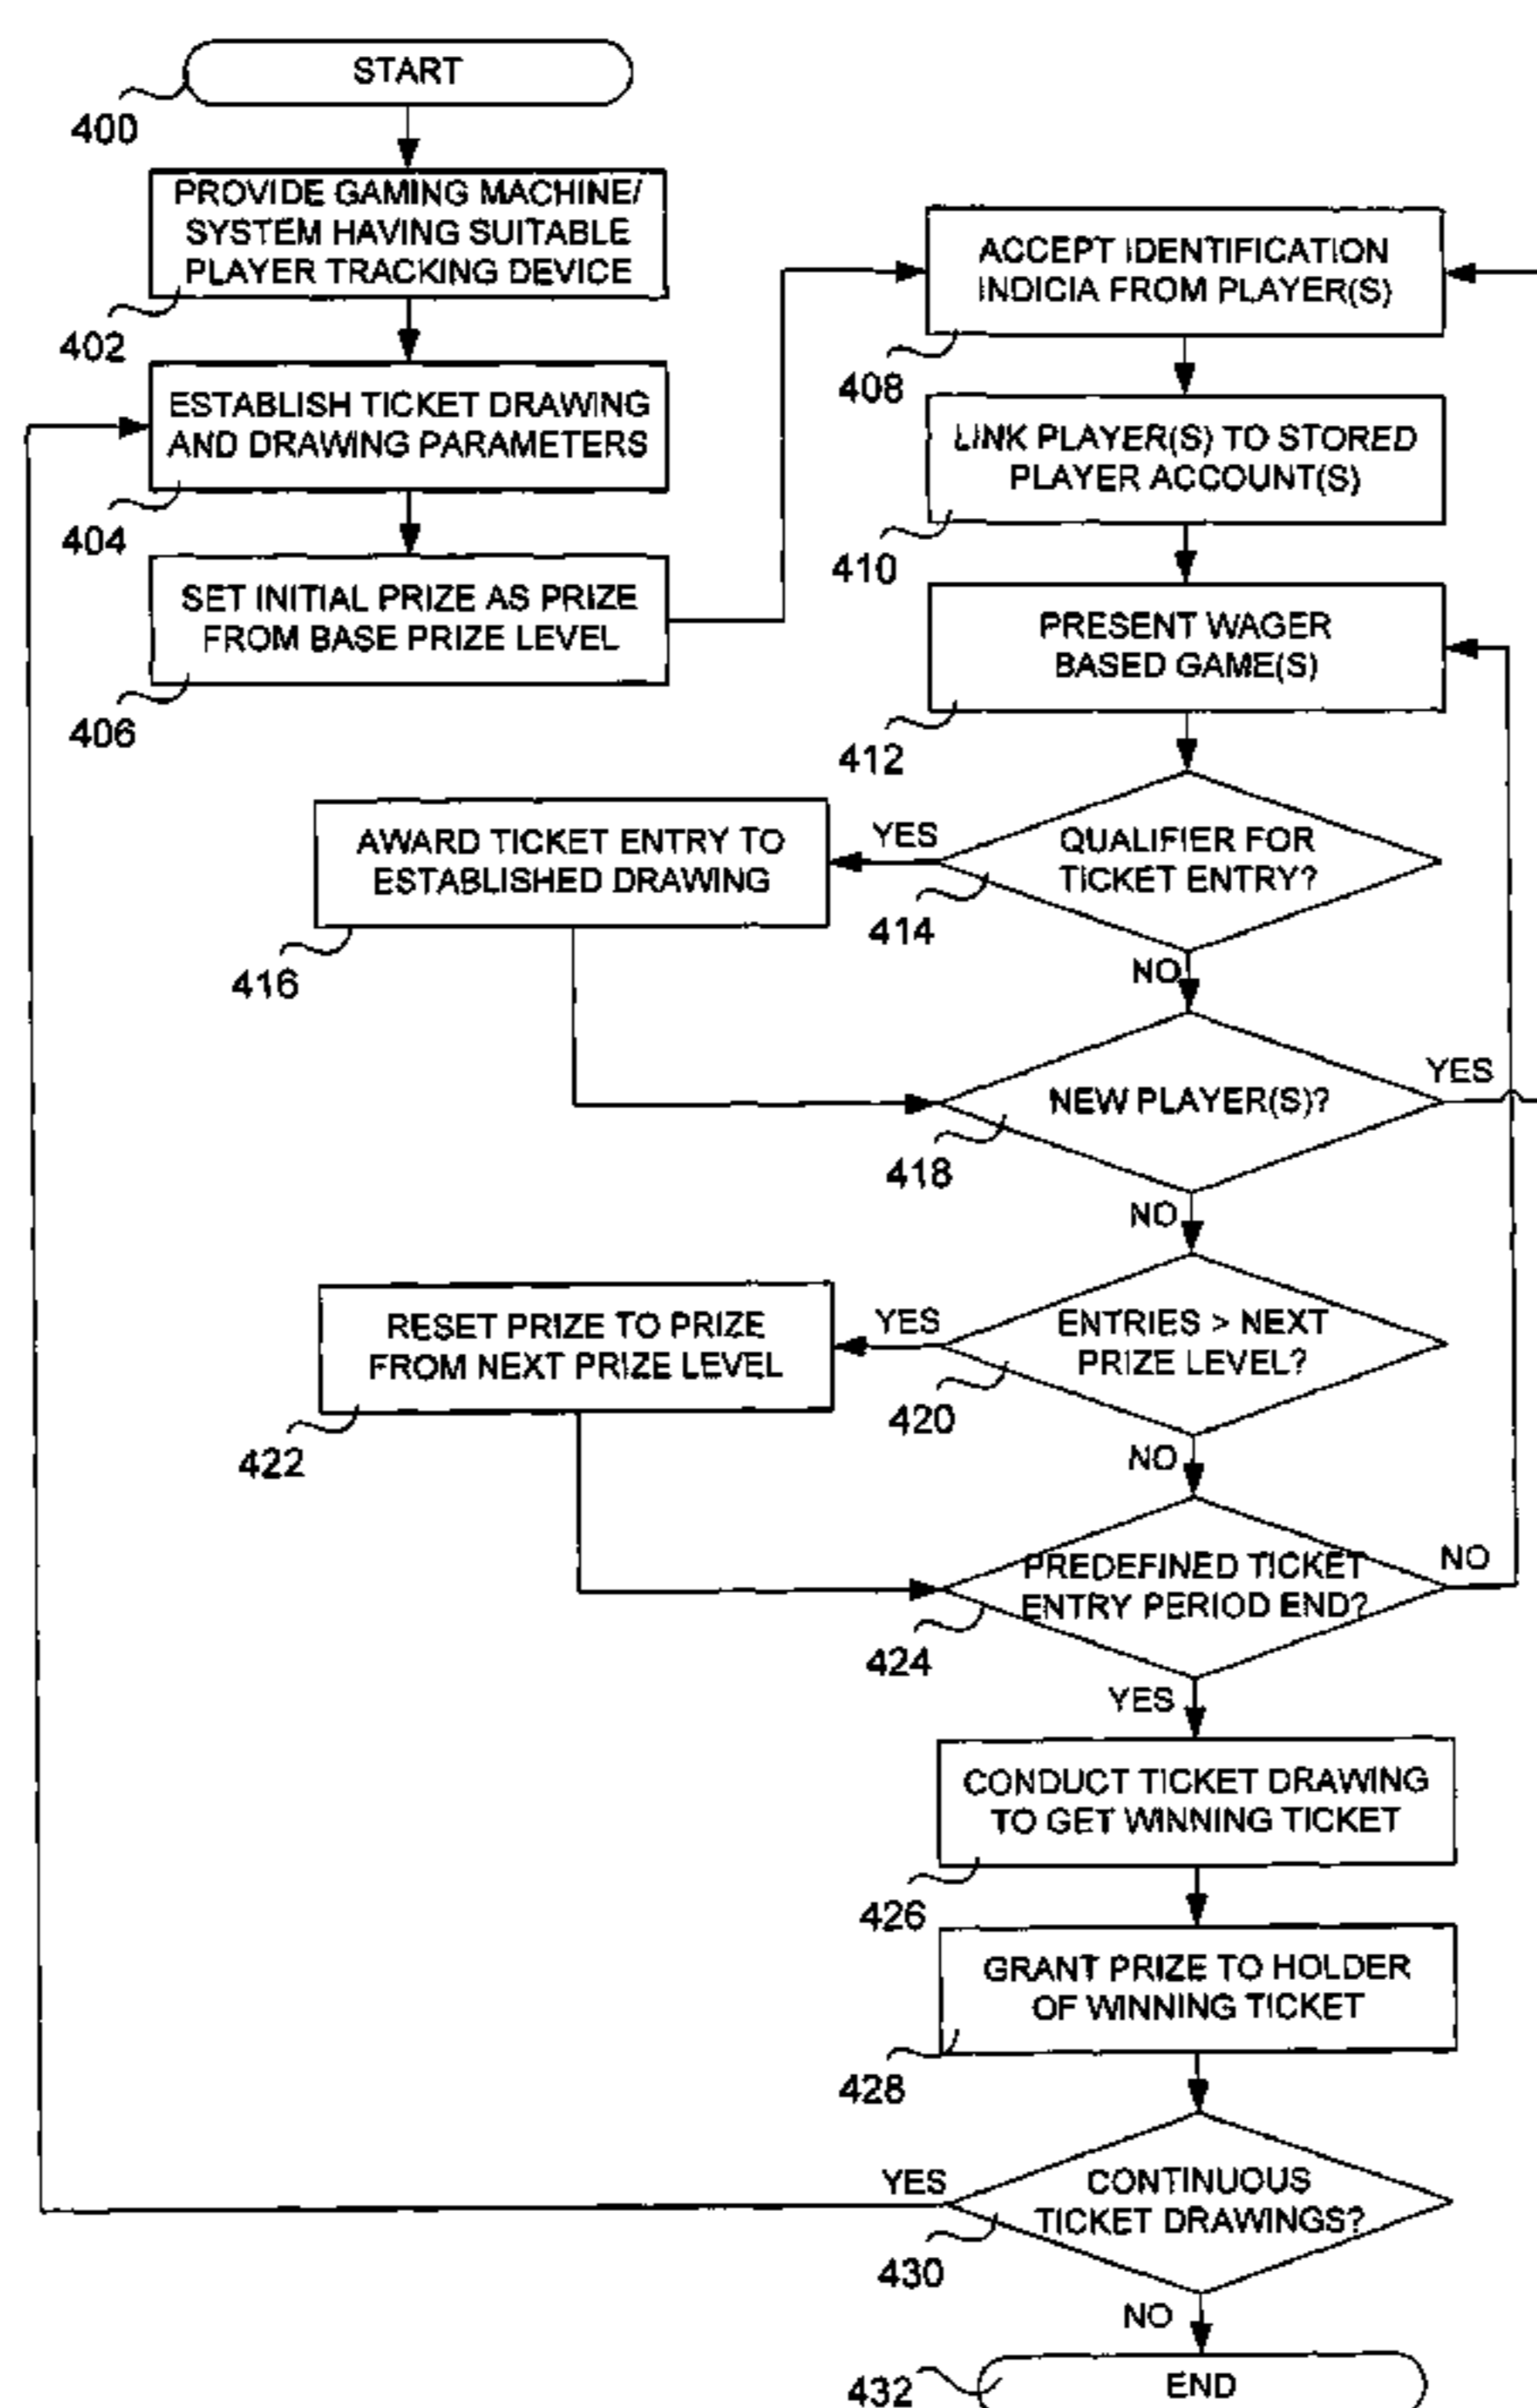 START
400
PROVIDE GAMING MACHINE/
SYSTEM HAVING SUITABLE
PLAYER TRACKING DEVICE
402
ESTABLISH TICKET DRAWING
AND DRAWING PARAMETERS
404
SET INITIAL PRIZE AS PRIZE
FROM BASE PRIZE LEVEL
406
ACCEPT IDENTIFICATION
INDICIA FROM PLAYER(S)
408
LINK PLAYER(S) TO STORED
PLAYER ACCOUNT(S)
410
PRESENT WAGER
BASED GAME(S)
412
QUALIFIER FOR
TICKET ENTRY?
414
YES
NO
AWARD TICKET ENTRY TO
ESTABLISHED DRAWING
416
NEW PLAYER(S)?
418
YES
NO
ENTRIES > NEXT
PRIZE LEVEL?
420
YES
NO
RESET PRIZE TO PRIZE
FROM NEXT PRIZE LEVEL
422
PREDEFINED TICKET
ENTRY PERIOD END?
424
NO
YES
CONDUCT TICKET DRAWING
TO GET WINNING TICKET
426
GRANT PRIZE TO HOLDER
OF WINNING TICKET
428
CONTINUOUS
TICKET DRAWINGS?
430
YES
NO
END
432